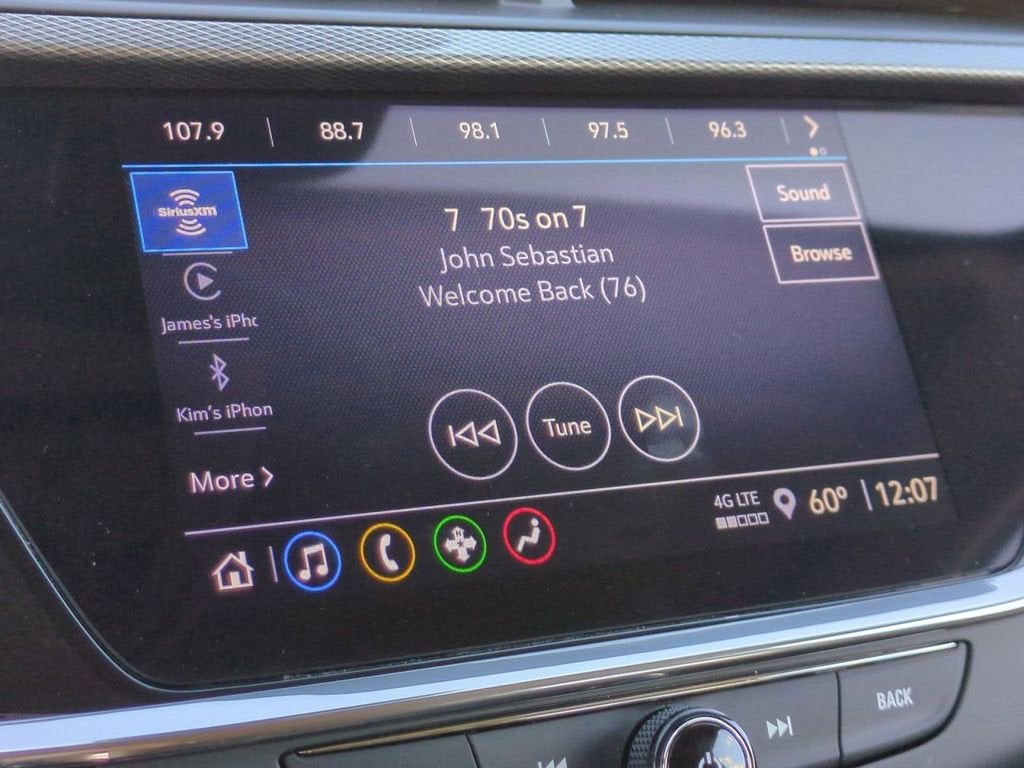 107.9 | 88.7 | 98.1 | 97.5 | 96.3
SiriusXM
7 70s on 7
John Sebastian
Welcome Back (76)
Sound
Browse
James's iPho
Kim's iPhon
More
Tune
4G LTE
60° | 12:07
N
BACK